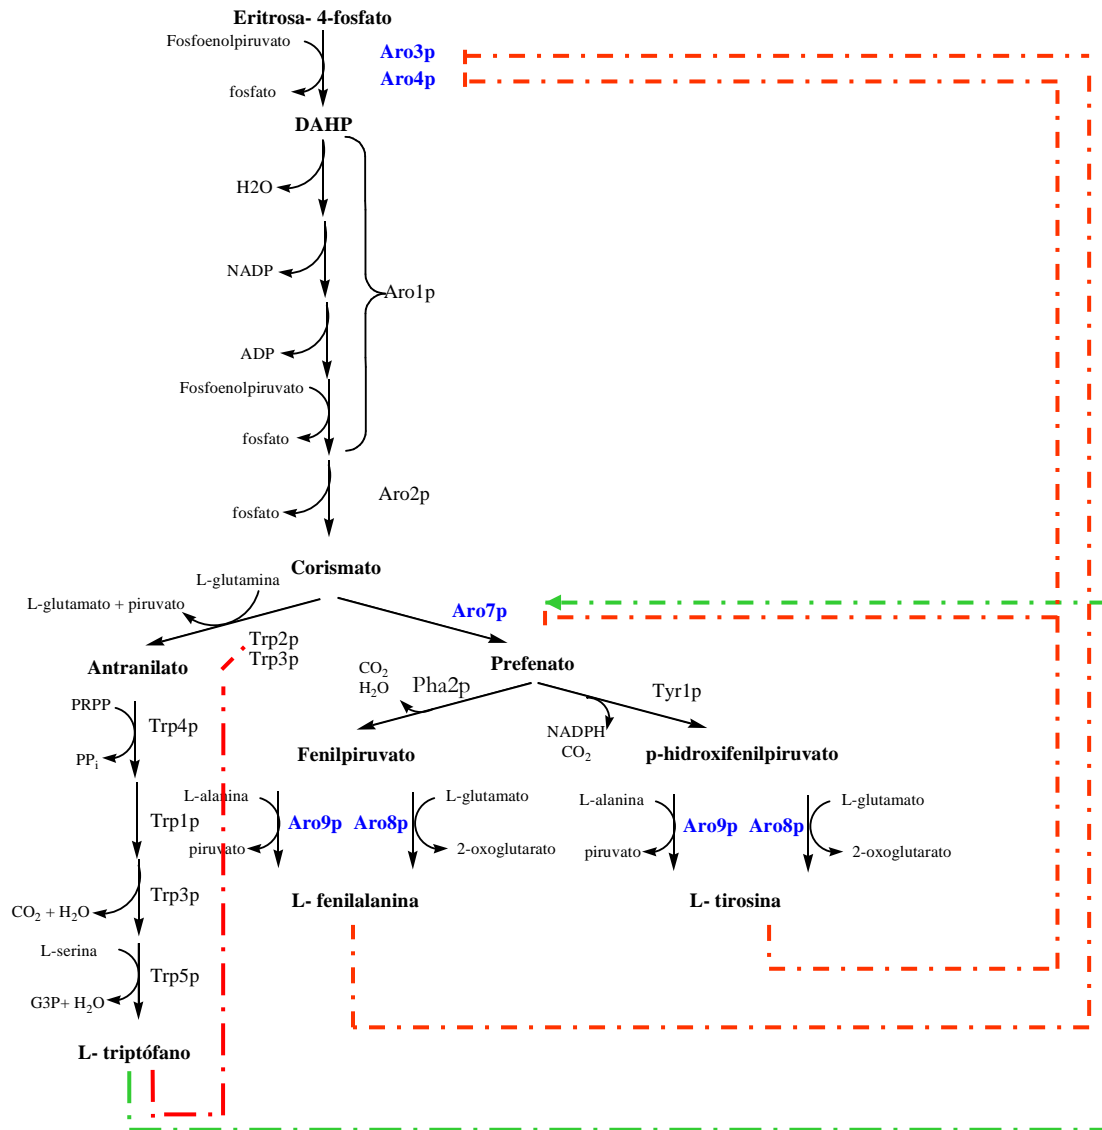 Eritrosa- 4-fosfato
Fosfoenolpiruvato
Aro3p
Aro4p
fosfato
DAHP
H2O
NADP
Aro1p
ADP
Fosfoenolpiruvato
fosfato
Aro2p
fosfato
Corismato
L-glutamina
L-glutamato + piruvato
Aro7p
Trp2p
Trp3p
Antranilato
Prefenato
CO2
H2O
Pha2p
Tyr1p
PRPP
Trp4p
PPi
NADPH
CO2
Fenilpiruvato
p-hidroxifenilpiruvato
L-alanina
L-glutamato
L-alanina
L-glutamato
Trp1p
Aro9p Aro8p
Aro9p Aro8p
piruvato
2-oxoglutarato
piruvato
2-oxoglutarato
Trp3p
CO2 + H2O
L- fenilalanina
L- tirosina
L-serina
Trp5p
G3P+ H2O
L- triptófano